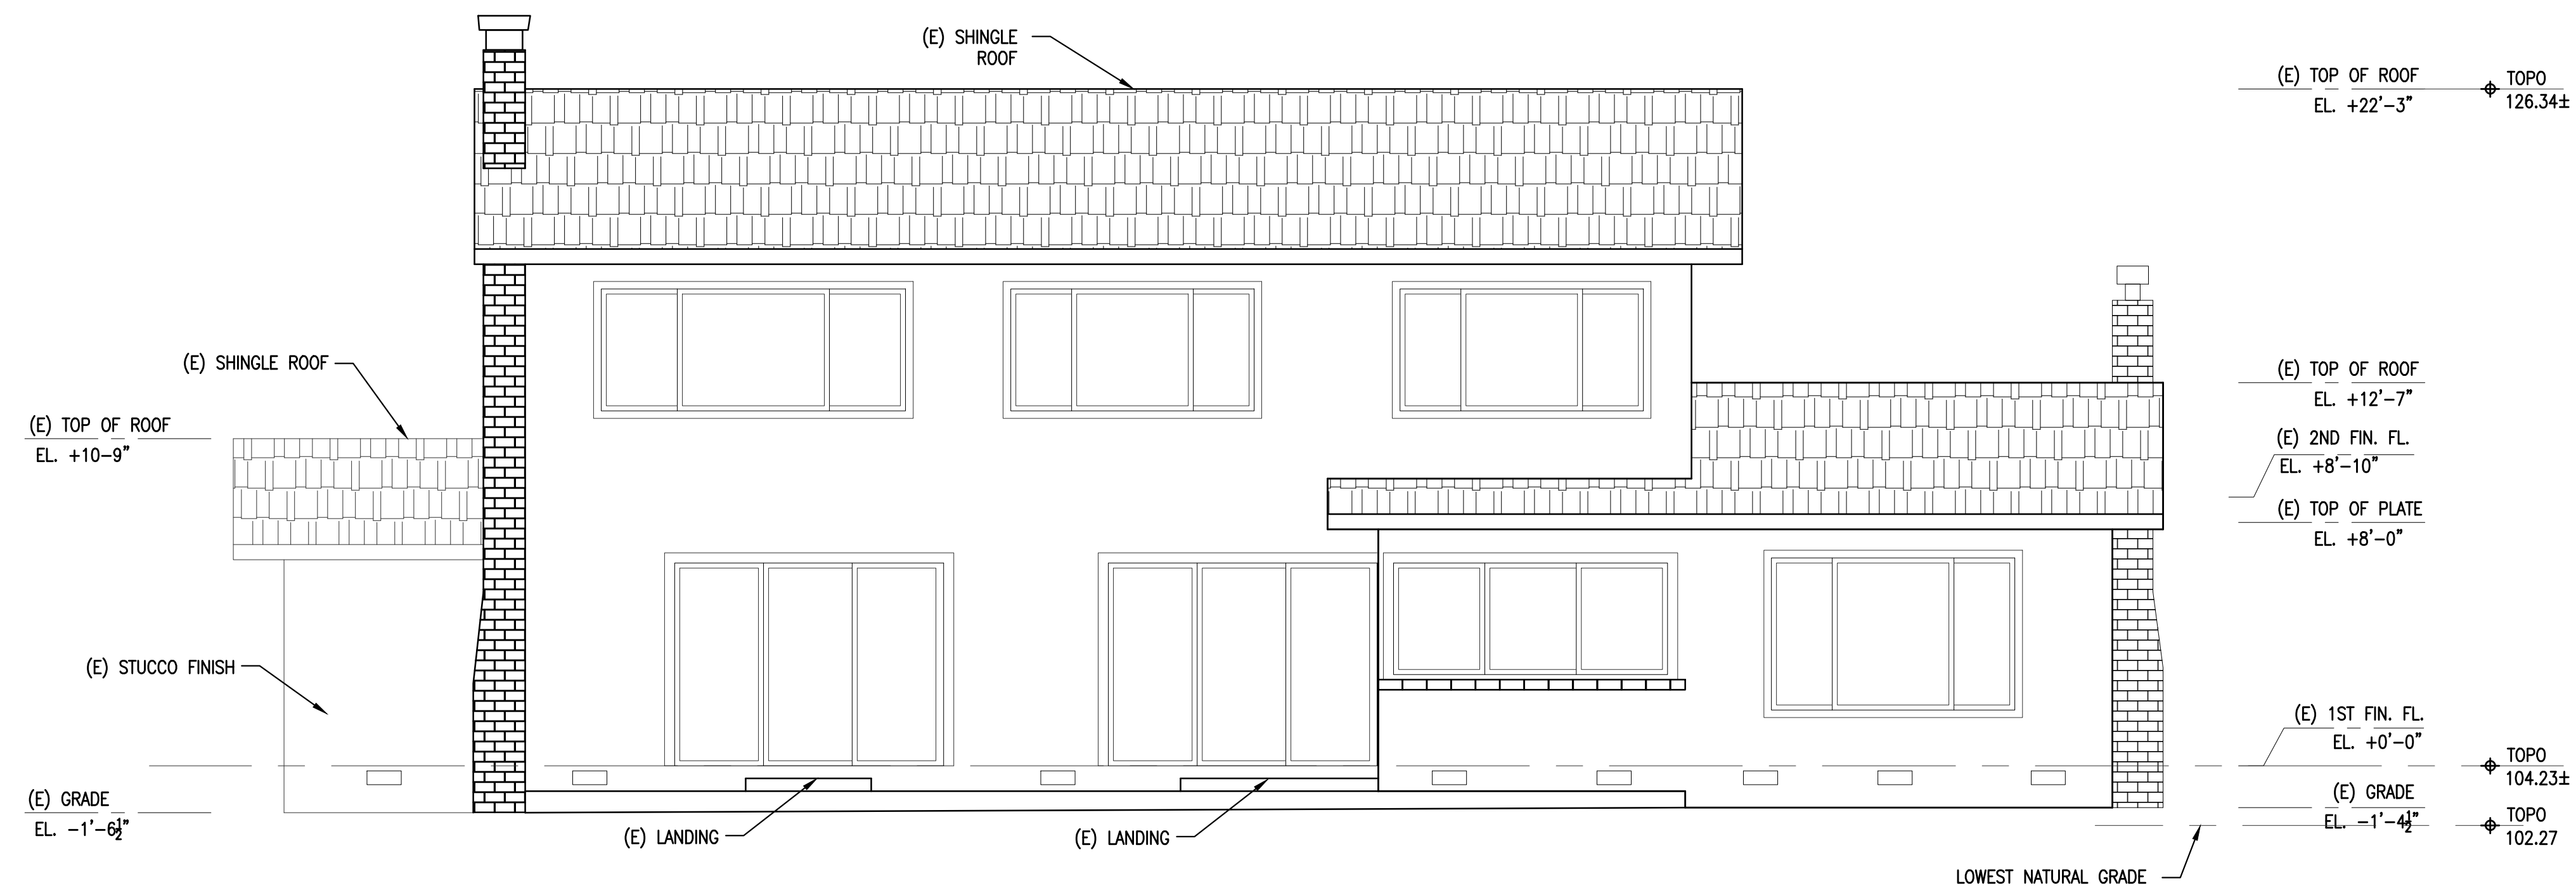 (E) SHINGLE
ROOF
(E) TOP OF ROOF
EL. +22'-3"
TOPO
126.34±
(E) SHINGLE ROOF
(E) TOP OF ROOF
EL. +10-9"
(E) TOP OF ROOF
EL. +12'-7"
(E) 2ND FIN. FL.
EL. +8'-10"
(E) TOP OF PLATE
EL. +8'-0"
(E) STUCCO FINISH
(E) 1ST FIN. FL.
EL. +0'-0"
TOPO
104.23±
(E) GRADE
EL. -1'-6½"
(E) GRADE
EL. -1'-4½"
TOPO
102.27
(E) LANDING
(E) LANDING
LOWEST NATURAL GRADE